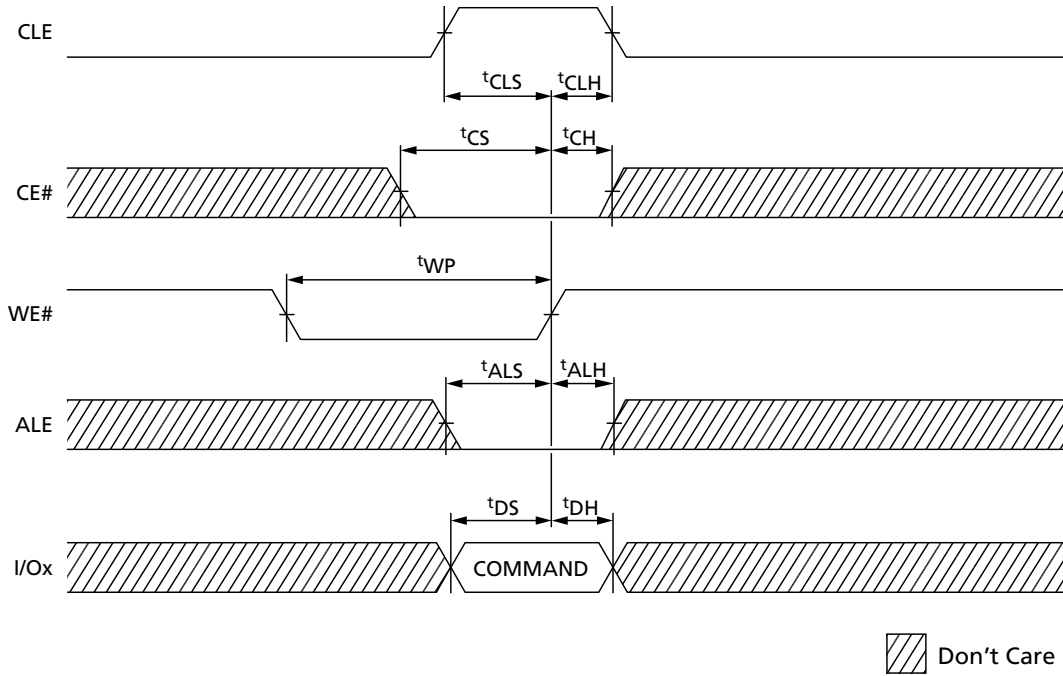 CLE
tCLS tCLH
tCS tCH
CE#
tWP
WE#
tALS tALH
ALE
tDS tDH
I/Ox COMMAND
Don't Care